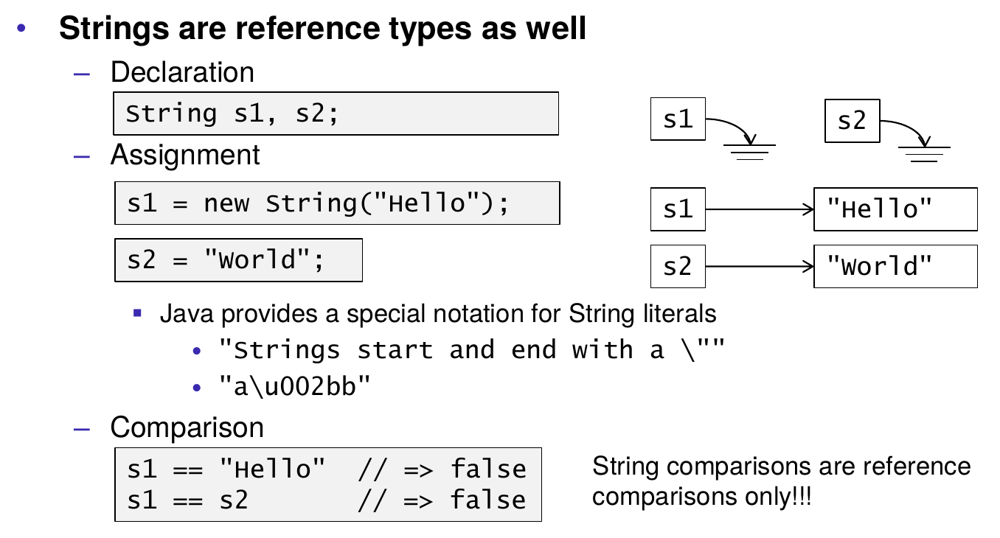 • Strings are reference types as well
– Declaration
String s1, s2;
s1
s2
– Assignment
s1 = new String("Hello");
s1
"Hello"
s2 = "World";
s2
"World"
▪ Java provides a special notation for String literals
• "Strings start and end with a \""
• "a\u002bb"
– Comparison
s1 == "Hello"  // => false
s1 == s2       // => false
String comparisons are reference
comparisons only!!!